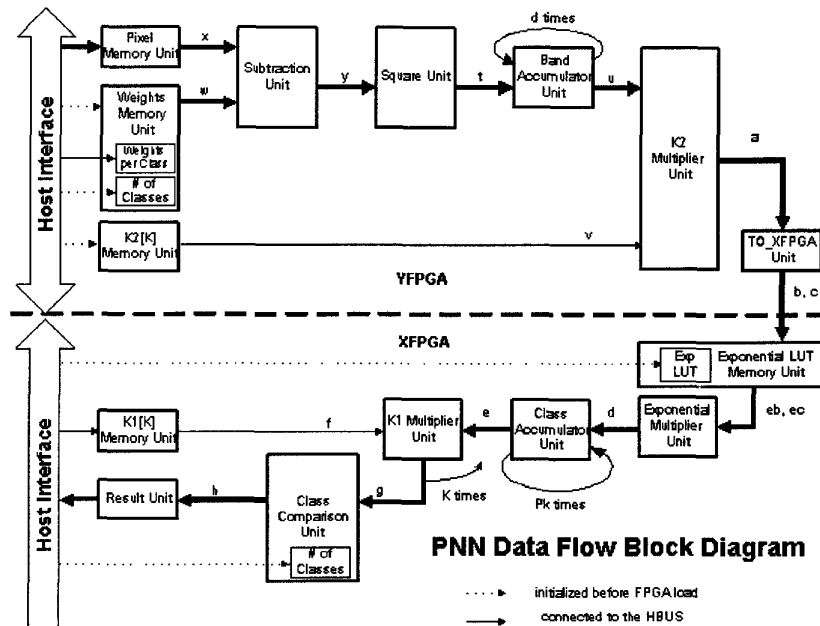 Host Interface
Pixel
Memory Unit
x
Weights
Memory
Unit
Weights
per Class
# of
Classes
w
K2[K]
Memory Unit
Subtraction
Unit
y
Square Unit
t
d times
Band
Accumulator
Unit
u
v
K2
Multiplier
Unit
a
TO_XFPGA
Unit
b, c
YFPGA
XFPGA
Host Interface
Exp
LUT
Exponential LUT
Memory Unit
eb, ec
Exponential
Multiplier
Unit
d
Class
Accumulator
Unit
Pk times
e
K1 Multiplier
Unit
K times
f
K1[K]
Memory Unit
g
Class
Comparison
Unit
# of
Classes
h
Result Unit
PNN Data Flow Block Diagram
initialized before FPGA load
connected to the HBUS